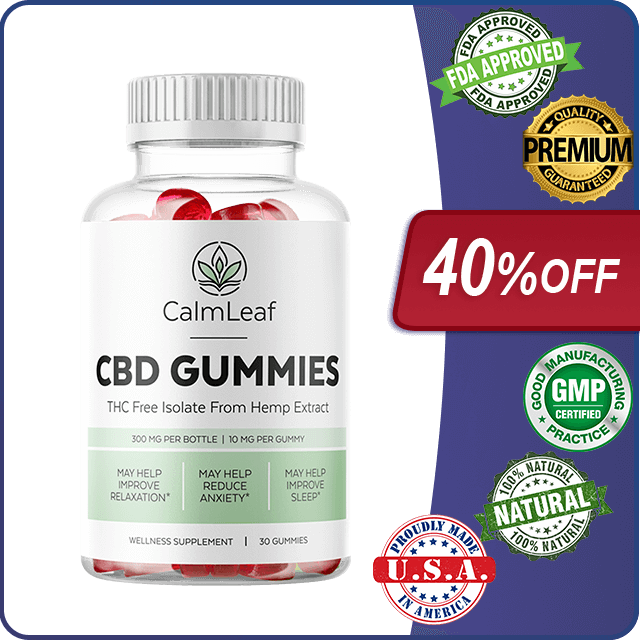 CalmLeaf
CBD GUMMIES
THC Free Isolate From Hemp Extract
300 MG PER BOTTLE | 10 MG PER GUMMY
MAY HELP
IMPROVE
RELAXATION*
MAY HELP
REDUCE
ANXIETY*
MAY HELP
IMPROVE
SLEEP*
WELLNESS SUPPLEMENT | 30 GUMMIES
FDA APPROVED
FDA APPROVED
FDA APPROVED
QUALITY
PREMIUM
GUARANTEED
40%OFF
GOOD MANUFACTURING
GMP
CERTIFIED
PRACTICE
100% NATURAL
NATURAL
100% NATURAL
PROUDLY MADE
U.S.A.
IN AMERICA